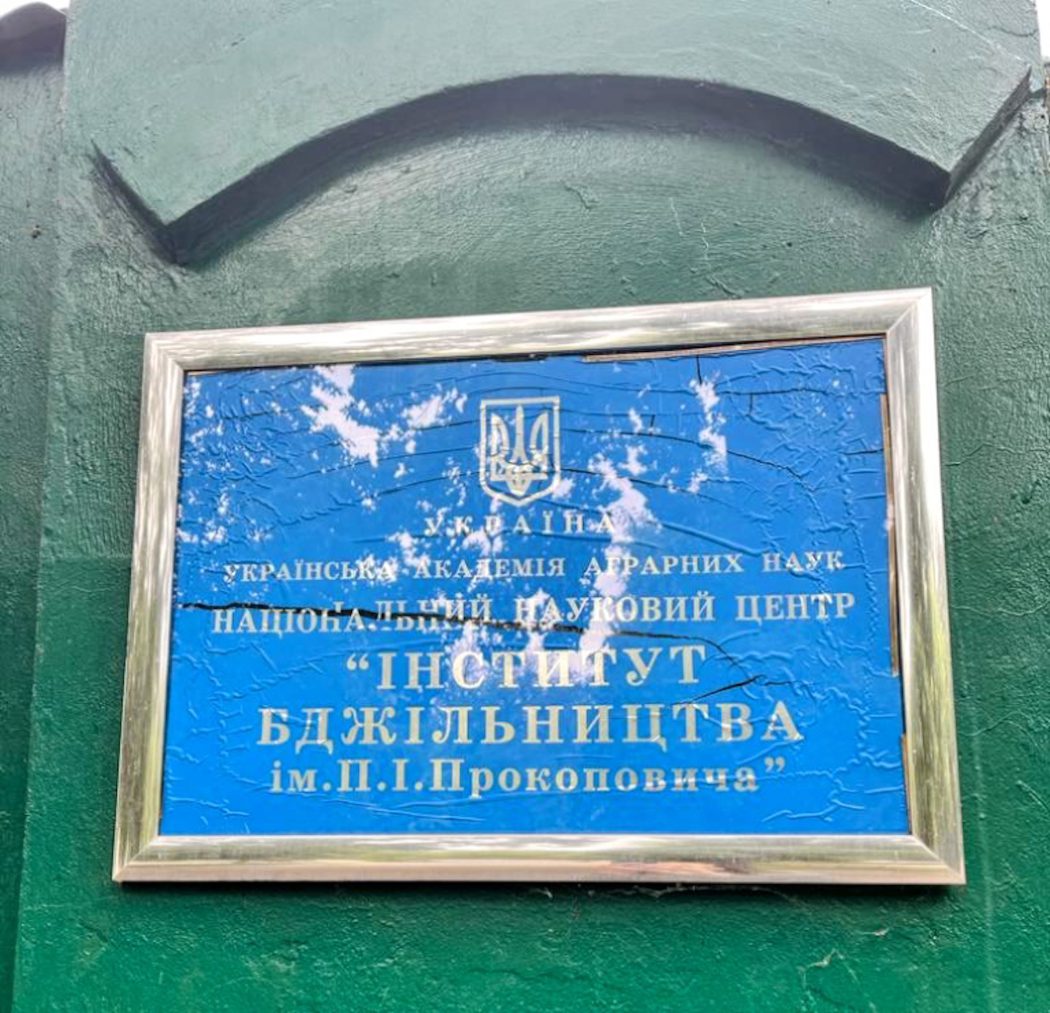 УКРАЇНА
УКРАЇНСЬКА АКАДЕМІЯ АГРАРНИХ НАУК
НАЦІОНАЛЬНИЙ НАУКОВИЙ ЦЕНТР
“ІНСТИТУТ
БДЖІЛЬНИЦТВА
ім.П.І.Прокоповича”